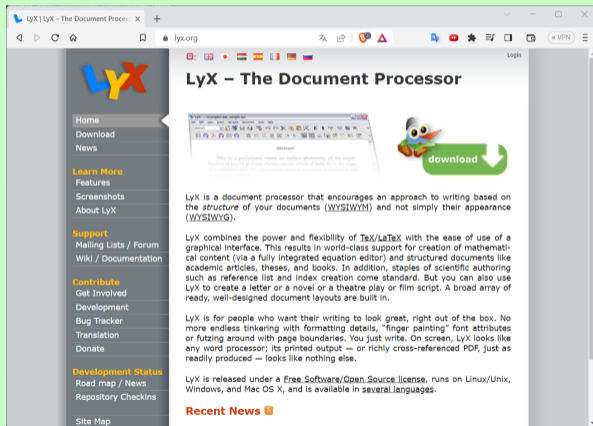 LyX | LyX – The Document Proces
lyx.org
VPN
Login
LyX
LyX – The Document Processor
Home
Download
News
Learn More
Features
Screenshots
About LyX
Support
Mailing Lists / Forum
Wiki / Documentation
Contribute
Get Involved
Development
Bug Tracker
Translation
Donate
Development Status
Road map / News
Repository Checkins
Site Map
Abstract
download
LyX is a document processor that encourages an approach to writing based on
the structure of your documents (WYSIWYM) and not simply their appearance
(WYSIWYG).
LyX combines the power and flexibility of TeX/LaTeX with the ease of use of a
graphical interface. This results in world-class support for creation of mathemati-
cal content (via a fully integrated equation editor) and structured documents like
academic articles, theses, and books. In addition, staples of scientific authoring
such as reference list and index creation come standard. But you can also use
LyX to create a letter or a novel or a theatre play or film script. A broad array of
ready, well-designed document layouts are built in.
LyX is for people who want their writing to look great, right out of the box. No
more endless tinkering with formatting details, “finger painting” font attributes
or futzing around with page boundaries. You just write. On screen, LyX looks like
any word processor; its printed output — or richly cross-referenced PDF, just as
readily produced — looks like nothing else.
LyX is released under a Free Software/Open Source license, runs on Linux/Unix,
Windows, and Mac OS X, and is available in several languages.
Recent News